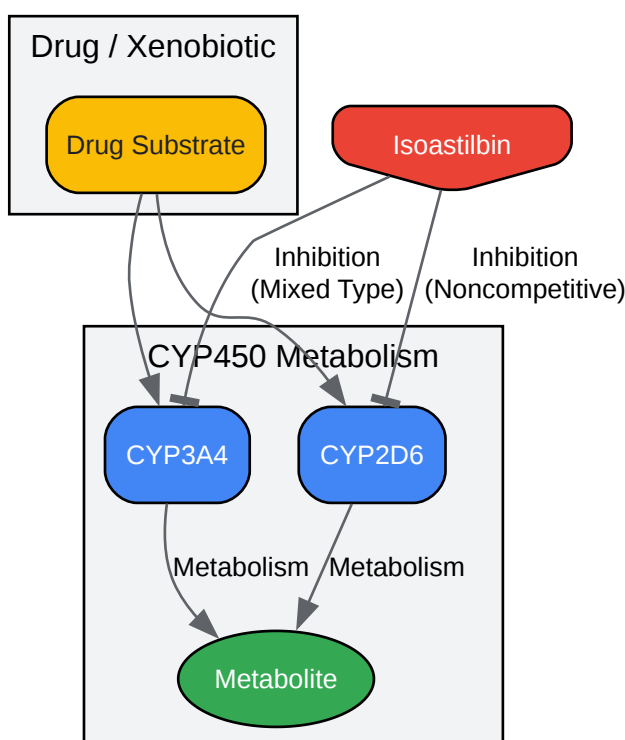 Drug / Xenobiotic
Drug Substrate
Isoastilbin
Inhibition
(Mixed Type)
Inhibition
(Noncompetitive)
CYP450 Metabolism
CYP3A4
CYP2D6
Metabolism
Metabolism
Metabolite